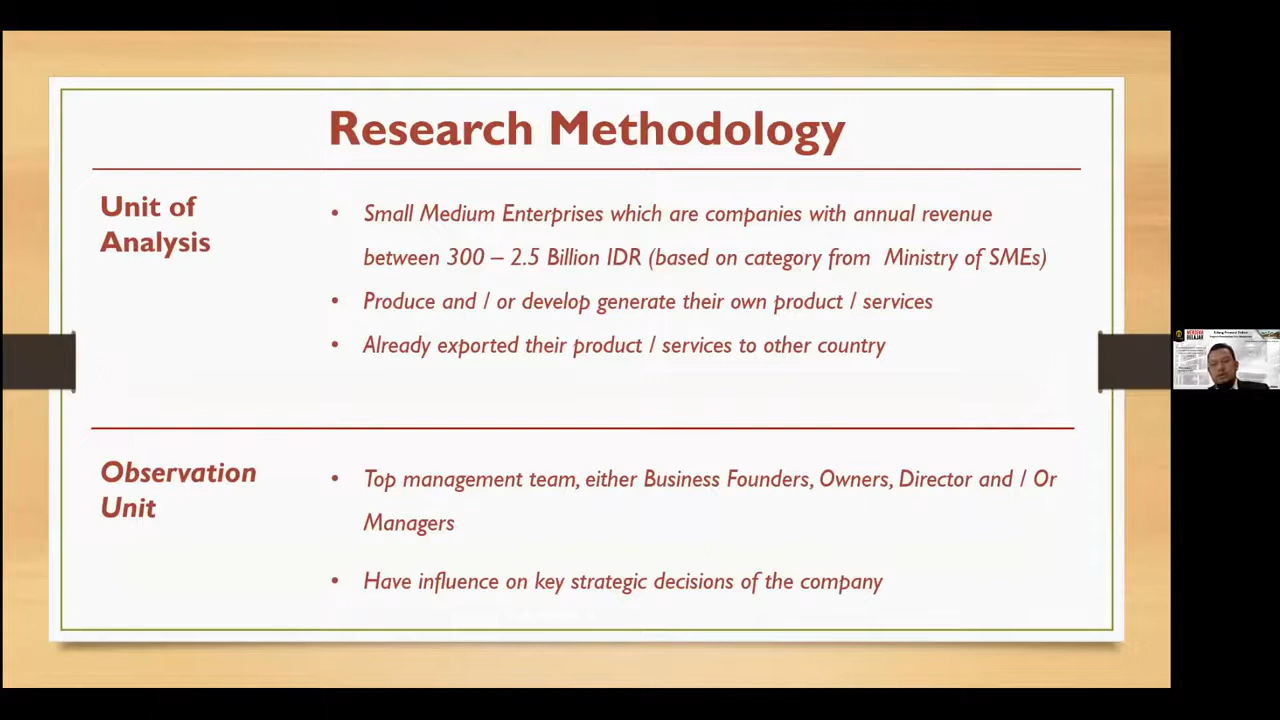 Research Methodology
Unit of
Analysis
• Small Medium Enterprises which are companies with annual revenue
between 300 – 2.5 Billion IDR (based on category from Ministry of SMEs)
• Produce and / or develop generate their own product / services
• Already exported their product / services to other country
Observation
Unit
• Top management team, either Business Founders, Owners, Director and / Or
Managers
• Have influence on key strategic decisions of the company
MERDEKA
BELAJAR